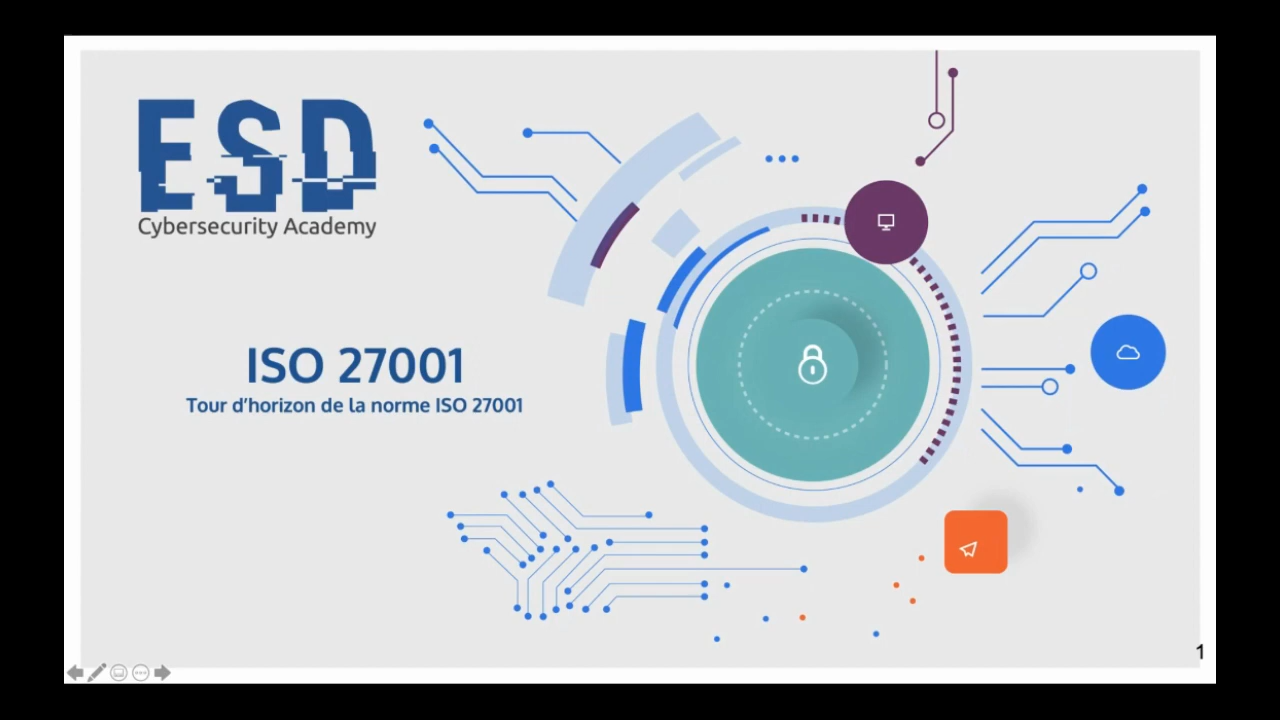 ESD
Cybersecurity Academy
ISO 27001
Tour d’horizon de la norme ISO 27001
1